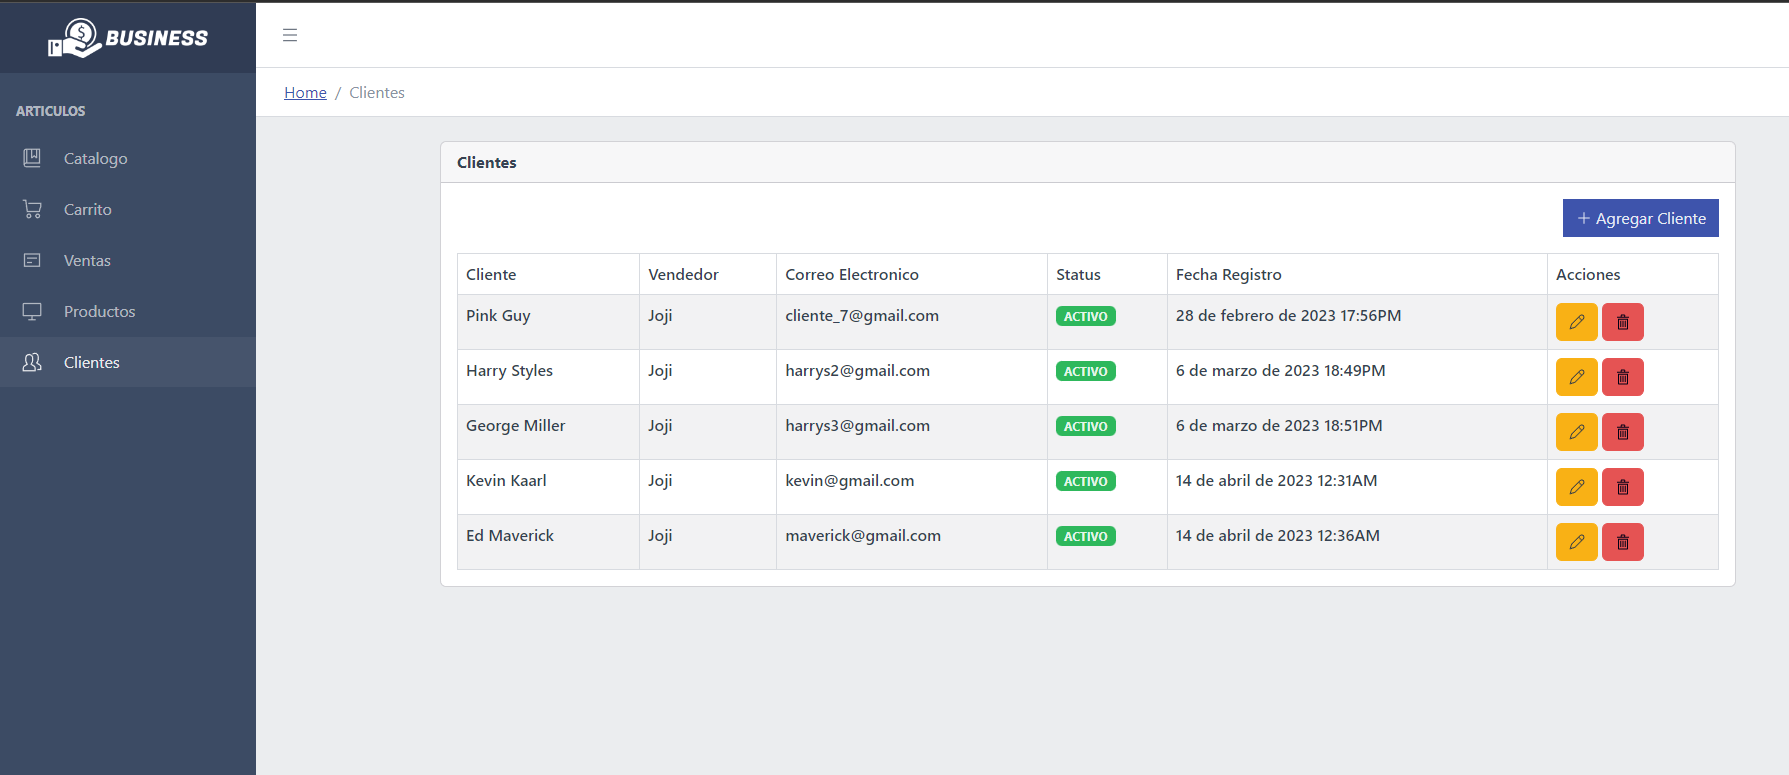 $
BUSINESS
Home / Clientes
ARTICULOS
Catalogo
Carrito
Ventas
Productos
Clientes
Clientes
+ Agregar Cliente
Cliente Vendedor Correo Electronico Status Fecha Registro Acciones
Pink Guy Joji cliente_7@gmail.com ACTIVO 28 de febrero de 2023 17:56PM
Harry Styles Joji harrys2@gmail.com ACTIVO 6 de marzo de 2023 18:49PM
George Miller Joji harrys3@gmail.com ACTIVO 6 de marzo de 2023 18:51PM
Kevin Kaarl Joji kevin@gmail.com ACTIVO 14 de abril de 2023 12:31AM
Ed Maverick Joji maverick@gmail.com ACTIVO 14 de abril de 2023 12:36AM